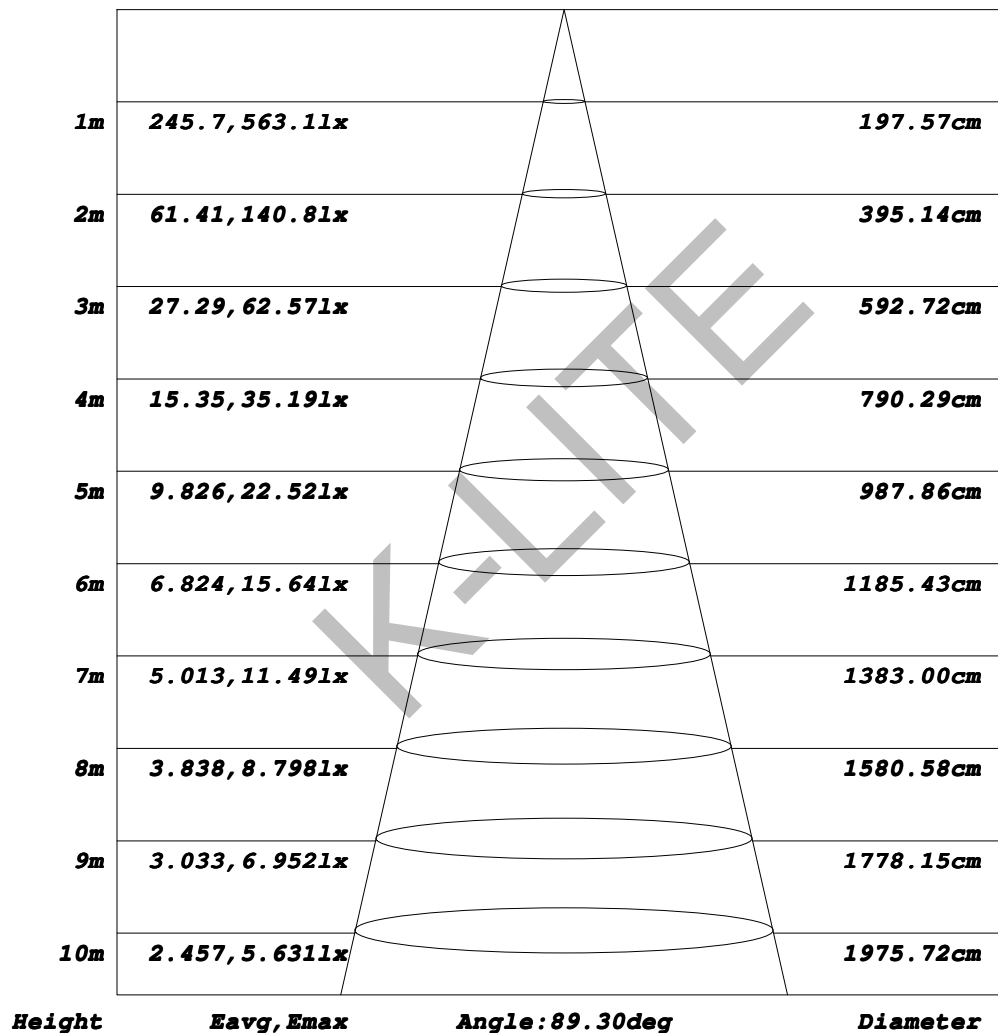 1m 245.7,563.1lx 197.57cm
2m 61.41,140.8lx 395.14cm
3m 27.29,62.57lx 592.72cm
4m 15.35,35.19lx 790.29cm
5m 9.826,22.52lx 987.86cm
6m 6.824,15.64lx 1185.43cm
7m 5.013,11.49lx 1383.00cm
8m 3.838,8.798lx 1580.58cm
9m 3.033,6.952lx 1778.15cm
10m 2.457,5.631lx 1975.72cm
Height Eavg,Emax Angle:89.30deg Diameter
K-LITE